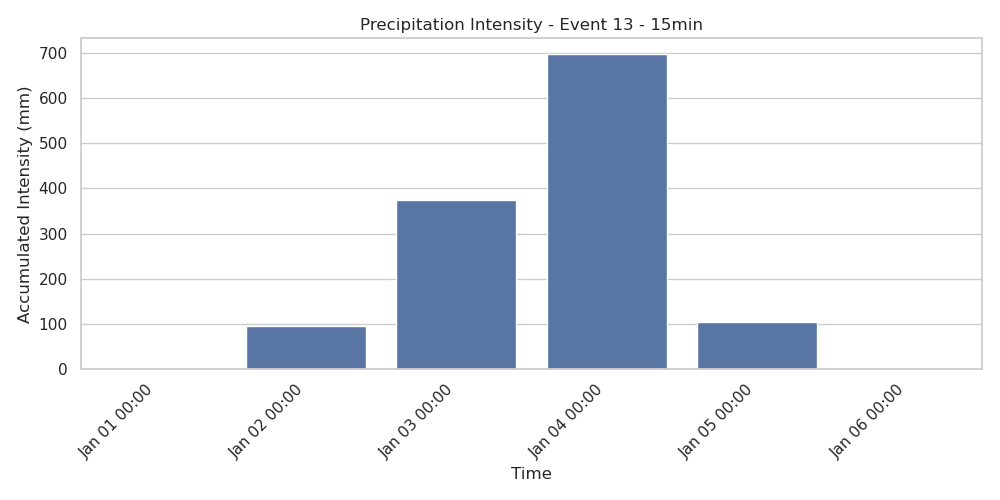 Precipitation Intensity - Event 13 - 15min
Accumulated Intensity (mm)
700
600
500
400
300
200
100
0
Jan 01 00:00
Jan 02 00:00
Jan 03 00:00
Jan 04 00:00
Jan 05 00:00
Jan 06 00:00
Time